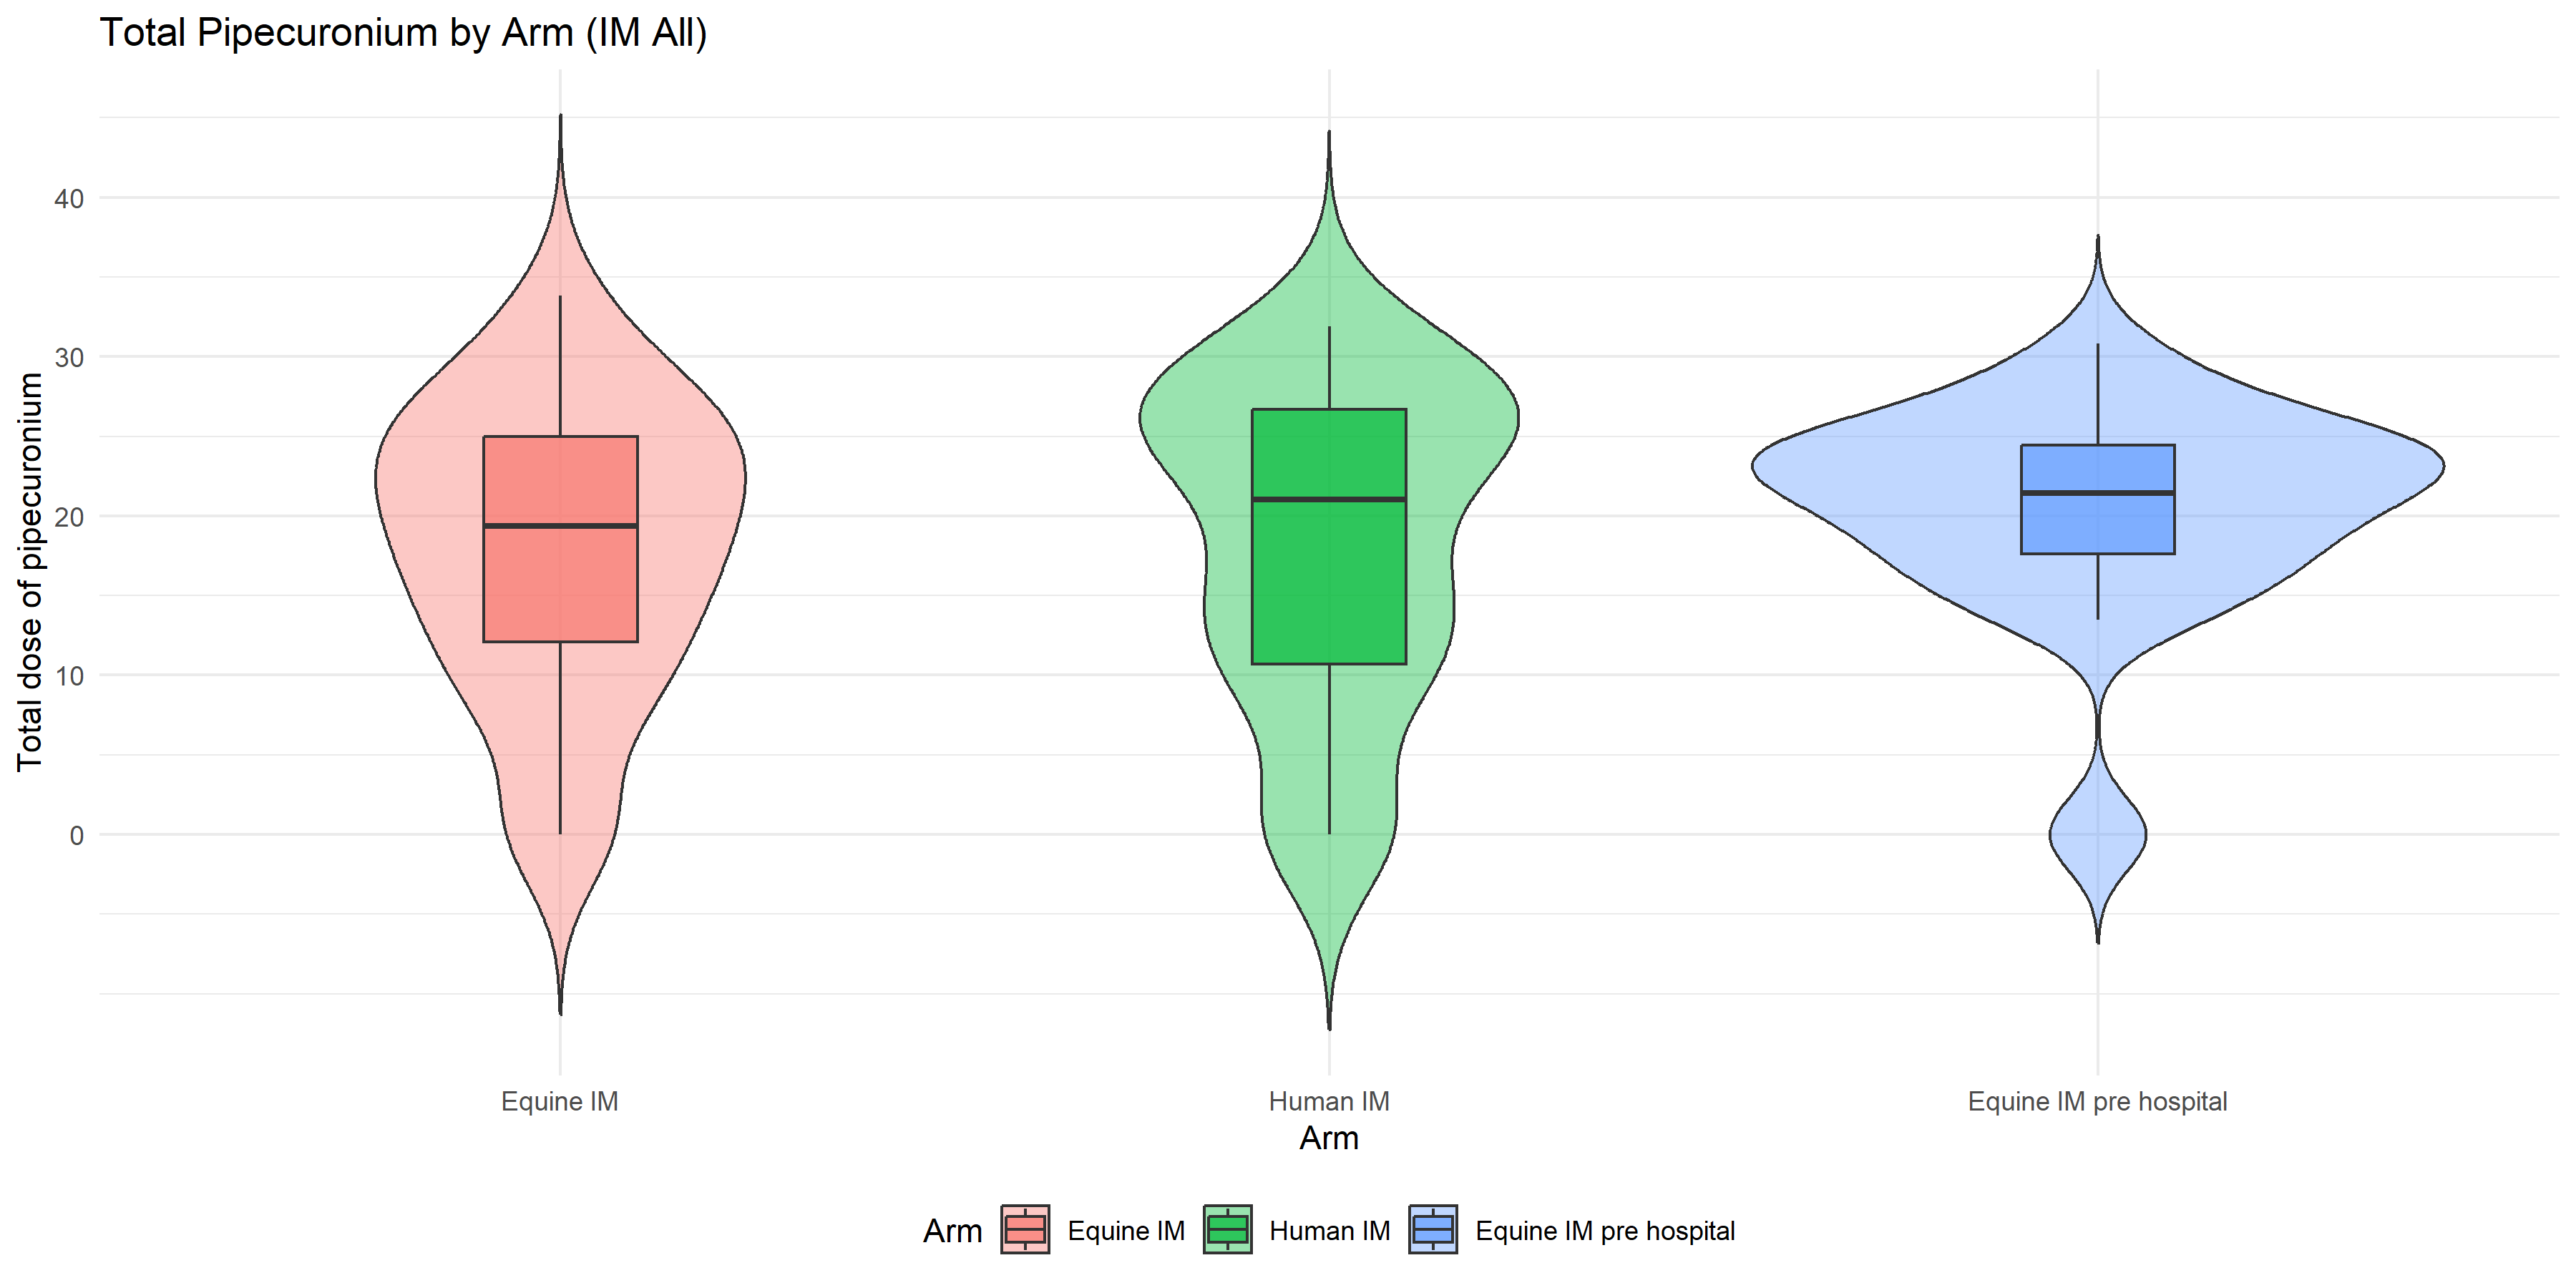 Total Pipecuronium by Arm (IM All)
Total dose of pipecuronium
40
30
20
10
0
Equine IM
Human IM
Equine IM pre hospital
Arm
Arm
Equine IM
Human IM
Equine IM pre hospital